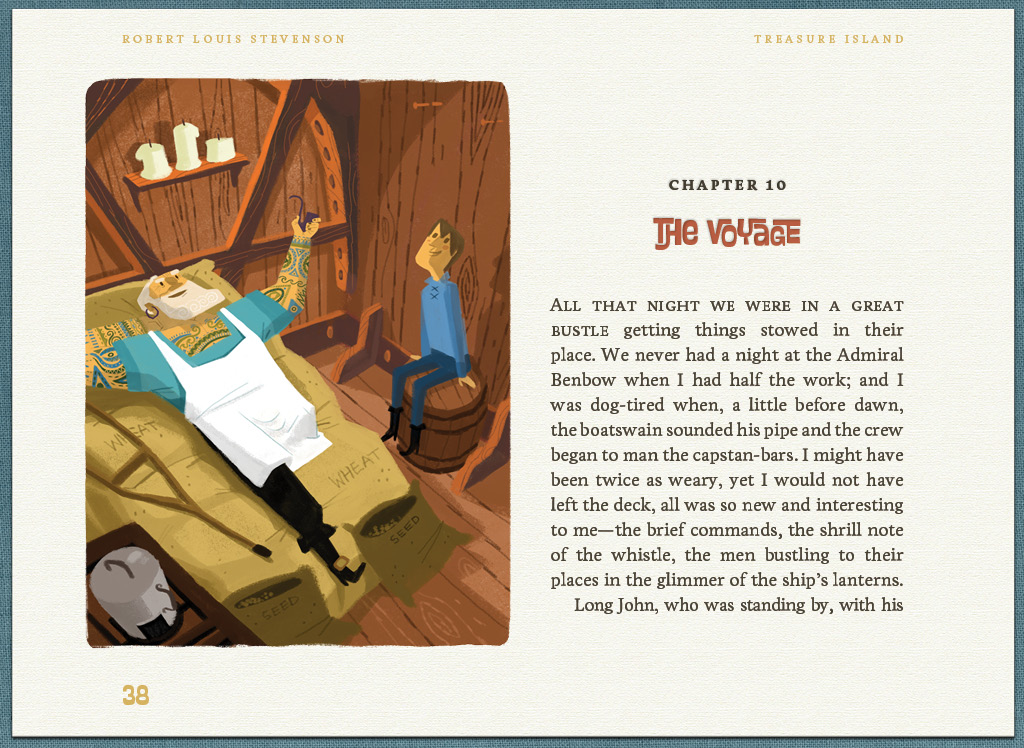 ROBERT LOUIS STEVENSON
TREASURE ISLAND
WHEAT
WHEAT
SEED
SEED
CHAPTER 10
THE VOYAGE
ALL THAT NIGHT WE WERE IN A GREAT
BUSTLE getting things stowed in their
place. We never had a night at the Admiral
Benbow when I had half the work; and I
was dog-tired when, a little before dawn,
the boatswain sounded his pipe and the crew
began to man the capstan-bars. I might have
been twice as weary, yet I would not have
left the deck, all was so new and interesting
to me—the brief commands, the shrill note
of the whistle, the men bustling to their
places in the glimmer of the ship's lanterns.
Long John, who was standing by, with his
38